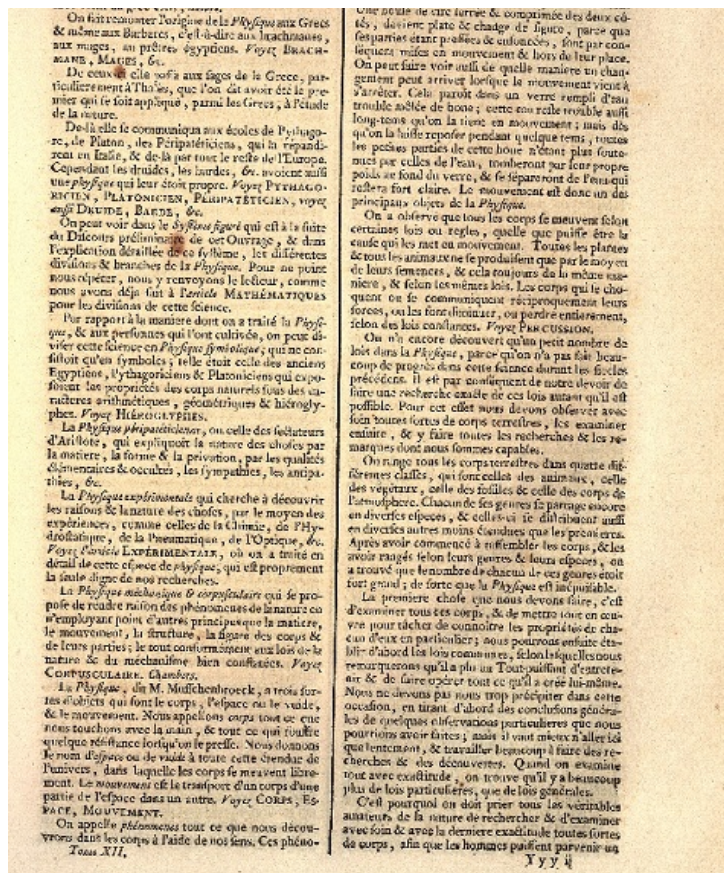 On fait remonter l'origine de la Physique aux Grecs
& même aux Barbares, c'est-à-dire aux brachmanes,
aux mages, au prêtres égyptiens. Voyez BRACH-
MANE, MAGES, &c.
De ceux ci elle passa aux sages de la Grece, par-
ticulierement à Thalès, que l'on dit avoir été le pre-
mier qui se soit appliqué, parmi les Grecs, à l'étude
de la nature.
De-là elle se communiqua aux écoles de Pythago-
re, de Platon, des Péripatéticiens, qui la répandi-
rent en Italie, & de-là par tout le reste de l'Europe.
Cependant les druides, les bardes, &c. avoient aussi
une physique qui leur étoit propre. Voyez PYTHAGO-
RICIEN, PLATONICIEN, PÉRIPATÉTICIEN, voyez
aussi DRUIDE, BARDE, &c.
On peut voir dans le Systême figuré qui est à la suite
du Discours préliminaire de cet Ouvrage, & dans
l'explication détaillée de ce systême, les différentes
divisions & branches de la Physique. Pour ne point
nous répéter, nous y renvoyons le lecteur, comme
nous avons déja fait à l'article MATHÉMATIQUES
pour les divisions de cette science.
Par rapport à la maniere dont on a traité la Physi-
que, & aux personnes qui l'ont cultivée, on peut di-
viser cette science en Physique symbolique; qui ne con-
sistoit qu'en symboles; telle étoit celle des anciens
Egyptiens, Pythagoriciens & Platoniciens qui expo-
soient les propriétés des corps naturels sous des ca-
racteres arithmétiques, géométriques & hiérogly-
phes. Voyez HIÉROGLYPHES.
La Physique péripatéticiene, ou celle des sectateurs
d'Aristote, qui expliquoit la nature des choses par
la matiere, la forme & la privation, par les qualités
élémentaires & occultes, les sympathies, les antipa-
thies, &c.
La Physique expérimentale qui cherche à découvrir
les raisons & la nature des choses, par le moyen des
expériences, comme celles de la Chimie, de l'Hy-
drostatique, de la Pneumatique, de l'Optique, &c.
Voyez l'article EXPÉRIMENTALE, où on a traité en
détail de cette espece de physique, qui est proprement
la seule digne de nos recherches.
La Physique méchanique & corpusculaire qui se pro-
pose de rendre raison des phénomenes de la nature en
n'employant point d'autres principes que la matiere,
le mouvement, la structure, la figure des corps &
de leurs parties; le tout conformément aux lois de la
nature & du méchanisme bien constatées. Voyez
CORPUSCULAIRE. Chambers.
La Physique, dit M. Musschenbroeck, a trois sor-
tes d'objets qui sont le corps, l'espace ou le vuide,
& le mouvement. Nous appellons corps tout ce que
nous touchons avec la main, & tout ce qui souffre
quelque résistance lorsqu'on le presse. Nous donnons
le nom d'espace ou de vuide à toute cette étendue de
l'univers, dans laquelle les corps se meuvent libre-
ment. Le mouvement est le transport d'un corps d'une
partie de l'espace dans un autre. Voyez CORPS, ES-
PACE, MOUVEMENT.
On appelle phénomenes tout ce que nous décou-
vrons dans les corps à l'aide de nos sens. Ces phéno-
Tome XII.
Une boule de cire serrée & comprimée des deux cô-
tés, devient plate & change de figure, parce que
ses parties étant pressées & enfoncées, sont par con-
séquent mises en mouvement & hors de leur place.
On peut faire voir aussi de quelle maniere un chan-
gement peut arriver lorsque le mouvement vient à
s'arrêter. Cela paroît dans un verre rempli d'eau
trouble mêlée de boue; cette eau reste trouble aussi
long-tems qu'on la tient en mouvement; mais dès
qu'on la laisse reposer pendant quelque tems, toutes
les petites parties de cette boue n'étant plus soute-
nues par celles de l'eau, tomberont par leur propre
poids au fond du verre, & se sépareront de l'eau qui
restera fort claire. Le mouvement est donc un des
principaux objets de la Physique.
On a observé que tous les corps se meuvent selon
certaines lois ou regles, quelle que puisse être la
cause qui les met en mouvement. Toutes les plantes
& tous les animaux ne se produisent que par le moyen
de leurs semences, & cela toujours de la même ma-
niere, & selon les mêmes lois. Les corps qui se cho-
quent ou se communiquent réciproquement leurs
forces, ou les font diminuer, ou perdre entierement,
selon des lois constantes. Voyez PERCUSSION.
On n'a encore découvert qu'un petit nombre de
lois dans la Physique, parce qu'on n'a pas fait beau-
coup de progrès dans cette science durant les siecles
précédens. Il est par conséquent de notre devoir de
faire une recherche exacte de ces lois autant qu'il est
possible. Pour cet effet nous devons observer avec
soin toutes sortes de corps terrestres, les examiner
ensuite, & y faire toutes les recherches & les re-
marques dont nous sommes capables.
On range tous les corps terrestres dans quatre dif-
férentes classes, qui sont celles des animaux, celle
des végétaux, celle des fossiles & celle des corps de
l'atmosphere. Chacun de ses genres se partage encore
en diverses especes, & celles-ci se distribuent aussi
en diverses autres moins étendues que les premieres.
Après avoir commencé à rassembler les corps, & les
avoir rangés selon leurs genres & leurs especes, on
a trouvé que le nombre de chacun de ces genres étoit
fort grand; de sorte que la Physique est inépuisable.
La premiere chose que nous devons faire, c'est
d'examiner tous ces corps, & de mettre tout en œu-
vre pour tâcher de connoître les propriétés de cha-
cun d'eux en particulier; nous pouvons ensuite éta-
blir d'abord les lois communes, selon lesquelles nous
remarquerons qu'il a plu au Tout-puissant d'entrete-
nir & de faire opérer tout ce qu'il a créé lui-même.
Nous ne devons pas nous trop précipiter dans cette
occasion, en tirant d'abord des conclusions généra-
les de quelques observations particulieres que nous
pourrions avoir faites; mais il vaut mieux n'aller ici
que lentement, & travailler beaucoup à faire des re-
cherches & des découvertes. Quand on examine
tout avec exactitude, on trouve qu'il y a beaucoup
plus de lois particulieres, que de lois générales.
C'est pourquoi on doit prier tous les véritables
amateurs de la nature de rechercher & d'examiner
avec soin & avec la derniere exactitude toutes sortes
de corps, afin que les hommes puissent parvenir un
Y y y ij